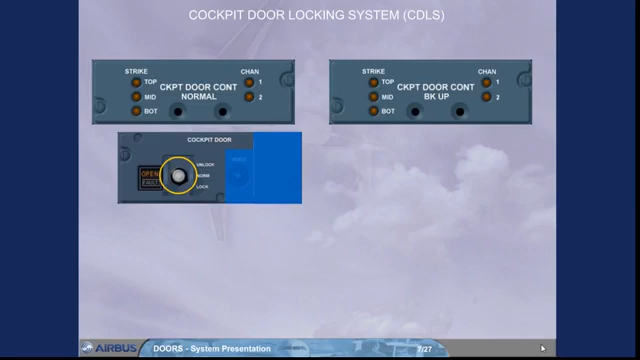 COCKPIT DOOR LOCKING SYSTEM (CDLS)
STRIKE
CHAN
TOP
1
CKPT DOOR CONT
MID
NORMAL
2
BOT
STRIKE
CHAN
TOP
1
CKPT DOOR CONT
MID
BK UP
2
BOT
COCKPIT DOOR
UNLOCK
OPEN
NORM
FAULT
LOCK
VIDEO
AIRBUS
DOORS - System Presentation
7/27